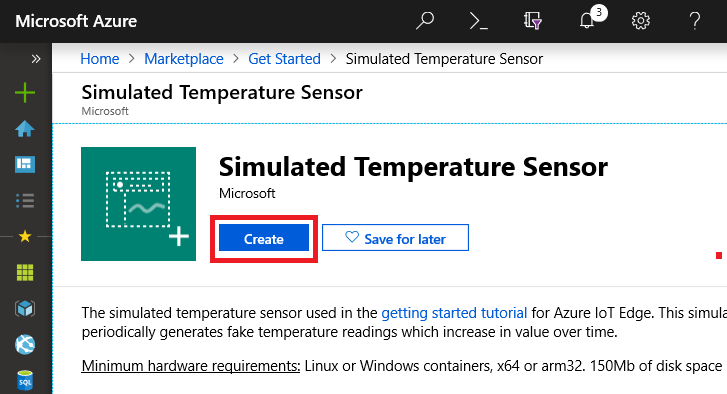 Microsoft Azure
3
Home > Marketplace > Get Started > Simulated Temperature Sensor
Simulated Temperature Sensor
Microsoft
Simulated Temperature Sensor
Microsoft
Create
Save for later
The simulated temperature sensor used in the getting started tutorial for Azure IoT Edge. This simula
periodically generates fake temperature readings which increase in value over time.
Minimum hardware requirements: Linux or Windows containers, x64 or arm32. 150Mb of disk space
SQL